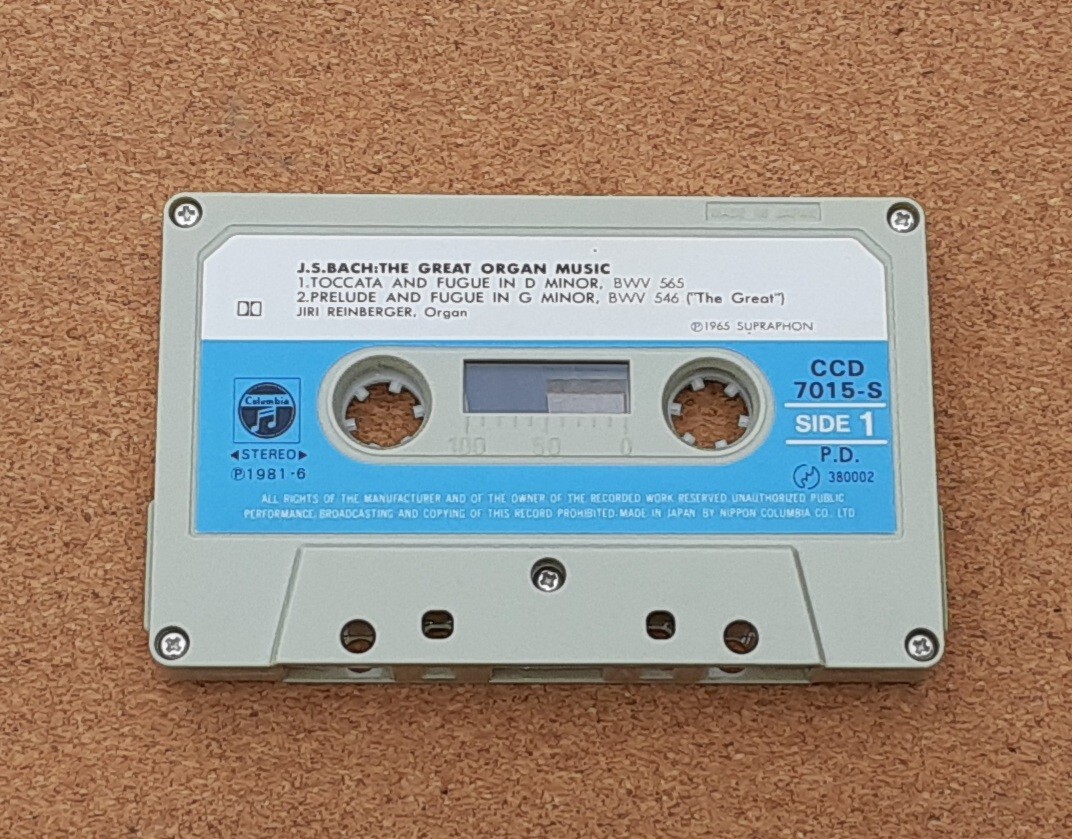 MADE IN JAPAN
J.S.BACH:THE GREAT ORGAN MUSIC
1.TOCCATA AND FUGUE IN D MINOR, BWV 565
2.PRELUDE AND FUGUE IN G MINOR, BWV 546 ("The Great")
JIRI REINBERGER, Organ
Ⓟ1965 SUPRAPHON
CCD
7015-S
SIDE 1
P.D.
380002
Columbia
◀STEREO▶
Ⓟ1981-6
100 50 0
ALL RIGHTS OF THE MANUFACTURER AND OF THE OWNER OF THE RECORDED WORK RESERVED UNAUTHORIZED PUBLIC
PERFORMANCE, BROADCASTING AND COPYING OF THIS RECORD PROHIBITED. MADE IN JAPAN BY NIPPON COLUMBIA CO. LTD